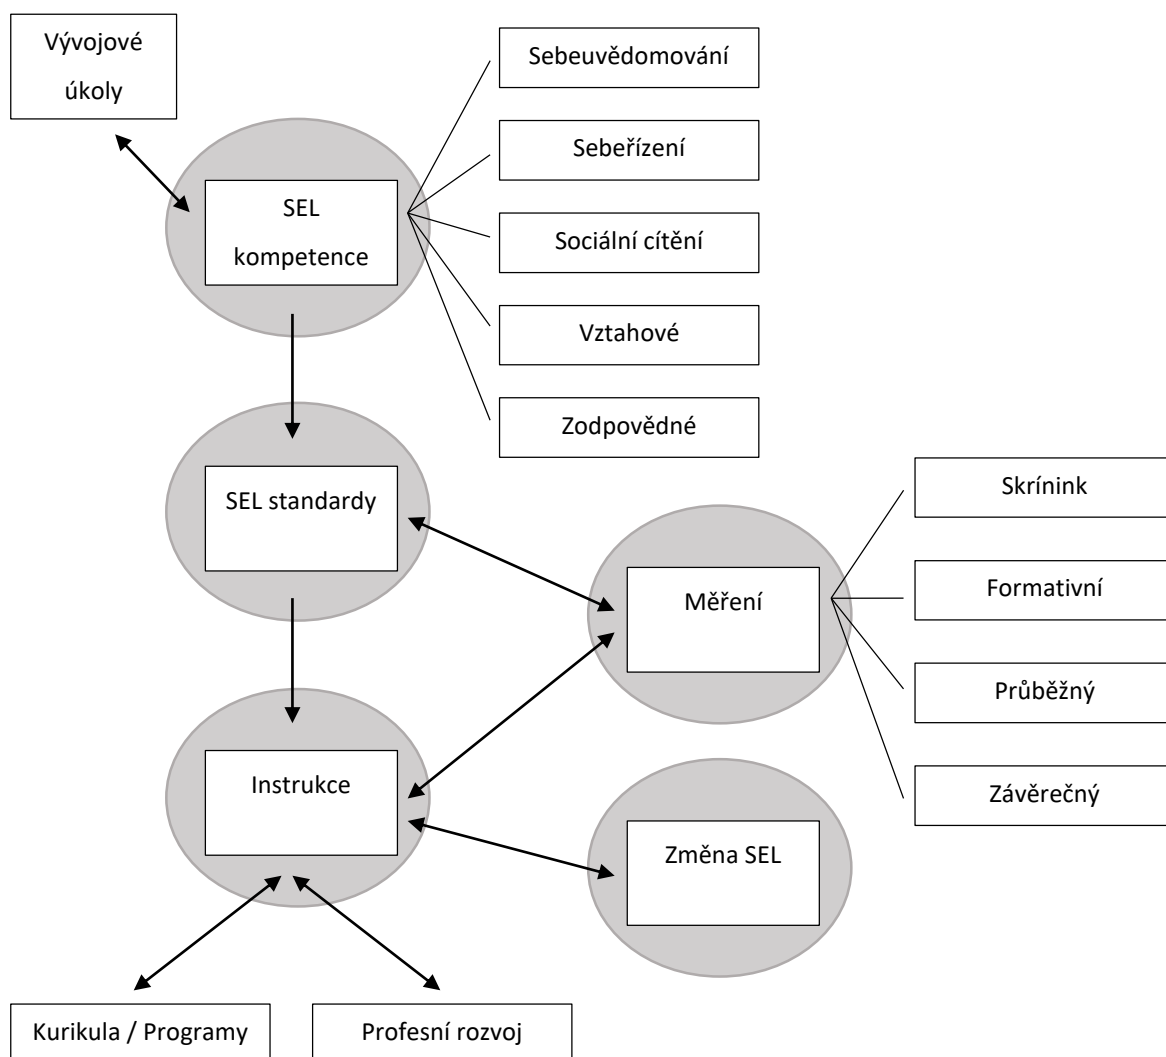 Vývojové
úkoly
Sebeuvědomování
Sebeřízení
SEL
kompetence
Sociální cítění
Vztahové
Zodpovědné
SEL standardy
Skrínink
Měření
Formativní
Průběžný
Instrukce
Závěrečný
Změna SEL
Kurikula / Programy
Profesní rozvoj